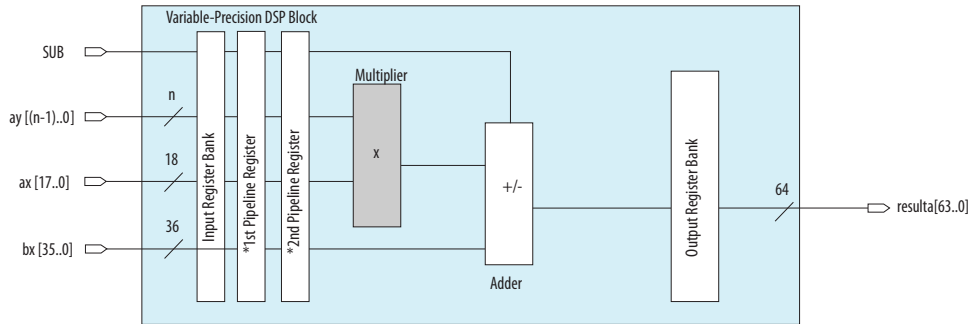 Variable-Precision DSP Block
SUB
Multiplier
n
ay [(n-1)..0]
x
18
ax [17..0]
+/-
36
bx [35..0]
Input Register Bank
*1st Pipeline Register
*2nd Pipeline Register
Adder
Output Register Bank
64
resulta[63..0]